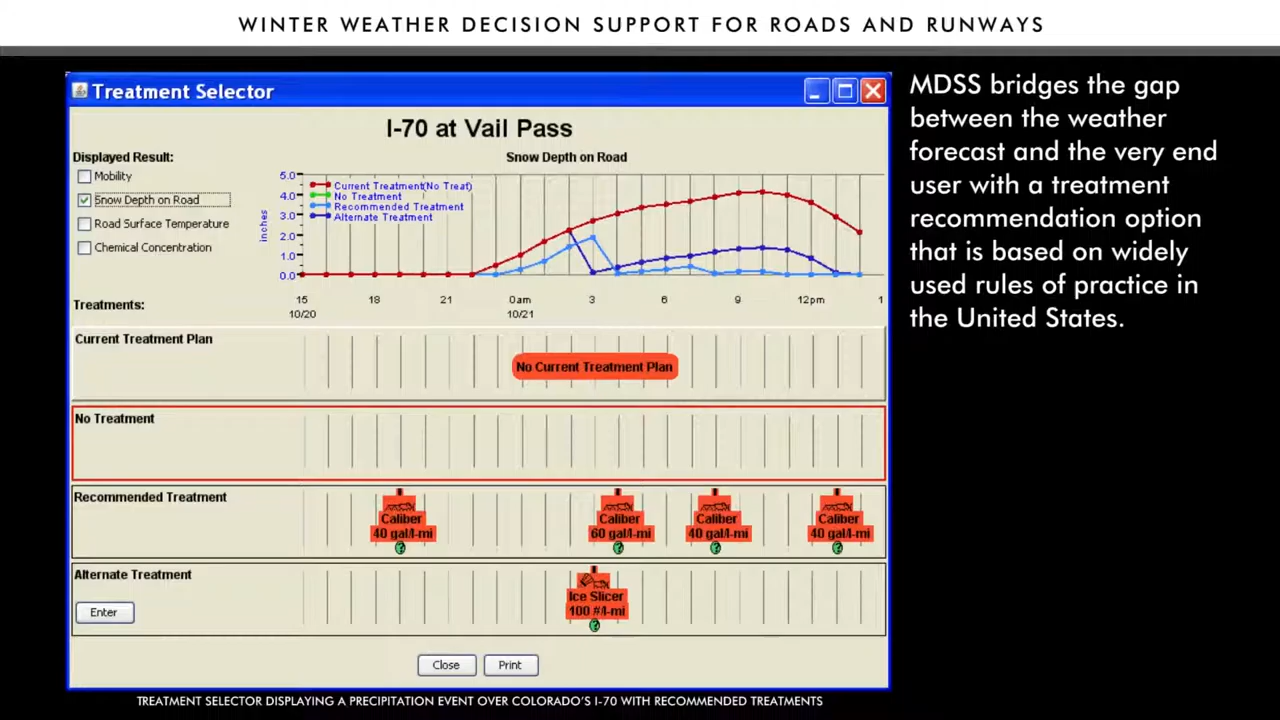 WINTER WEATHER DECISION SUPPORT FOR ROADS AND RUNWAYS
Treatment Selector
I-70 at Vail Pass
Displayed Result:
Mobility
Snow Depth on Road
Road Surface Temperature
Chemical Concentration
Snow Depth on Road
inches
5.0
4.0
3.0
2.0
1.0
0.0
Current Treatment(No Treat)
No Treatment
Recommended Treatment
Alternate Treatment
15 18 21 0am 3 6 9 12pm 1
10/20 10/21
Treatments:
Current Treatment Plan
No Current Treatment Plan
No Treatment
Recommended Treatment
Caliber
40 gal/l-mi
?
Caliber
60 gal/l-mi
?
Caliber
40 gal/l-mi
?
Caliber
40 gal/l-mi
?
Alternate Treatment
Enter
Ice Slicer
100 #/l-mi
?
Close
Print
TREATMENT SELECTOR DISPLAYING A PRECIPITATION EVENT OVER COLORADO'S I-70 WITH RECOMMENDED TREATMENTS
MDSS bridges the gap
between the weather
forecast and the very end
user with a treatment
recommendation option
that is based on widely
used rules of practice in
the United States.